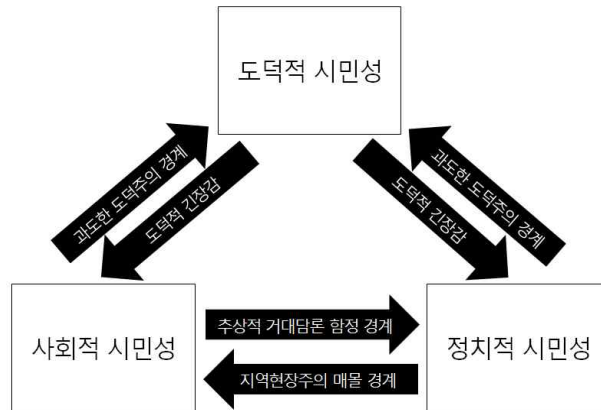 도덕적 시민성
과도한 도덕주의 경계
도덕적 긴장감
도덕적 긴장감
과도한 도덕주의 경계
사회적 시민성
추상적 거대담론 함정 경계
지역현장주의 매몰 경계
정치적 시민성